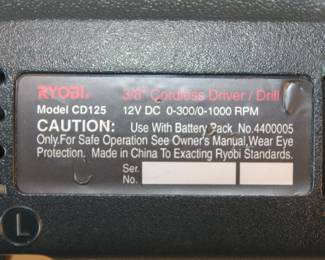 RYOBI. 3/8" Cordless Driver / Drill
Model CD125 12V DC 0-300/0-1000 RPM
CAUTION: Use With Battery Pack No.4400005
Only.For Safe Operation See Owner's Manual,Wear Eye
Protection. Made in China To Exacting Ryobi Standards.
Ser.
No.
L